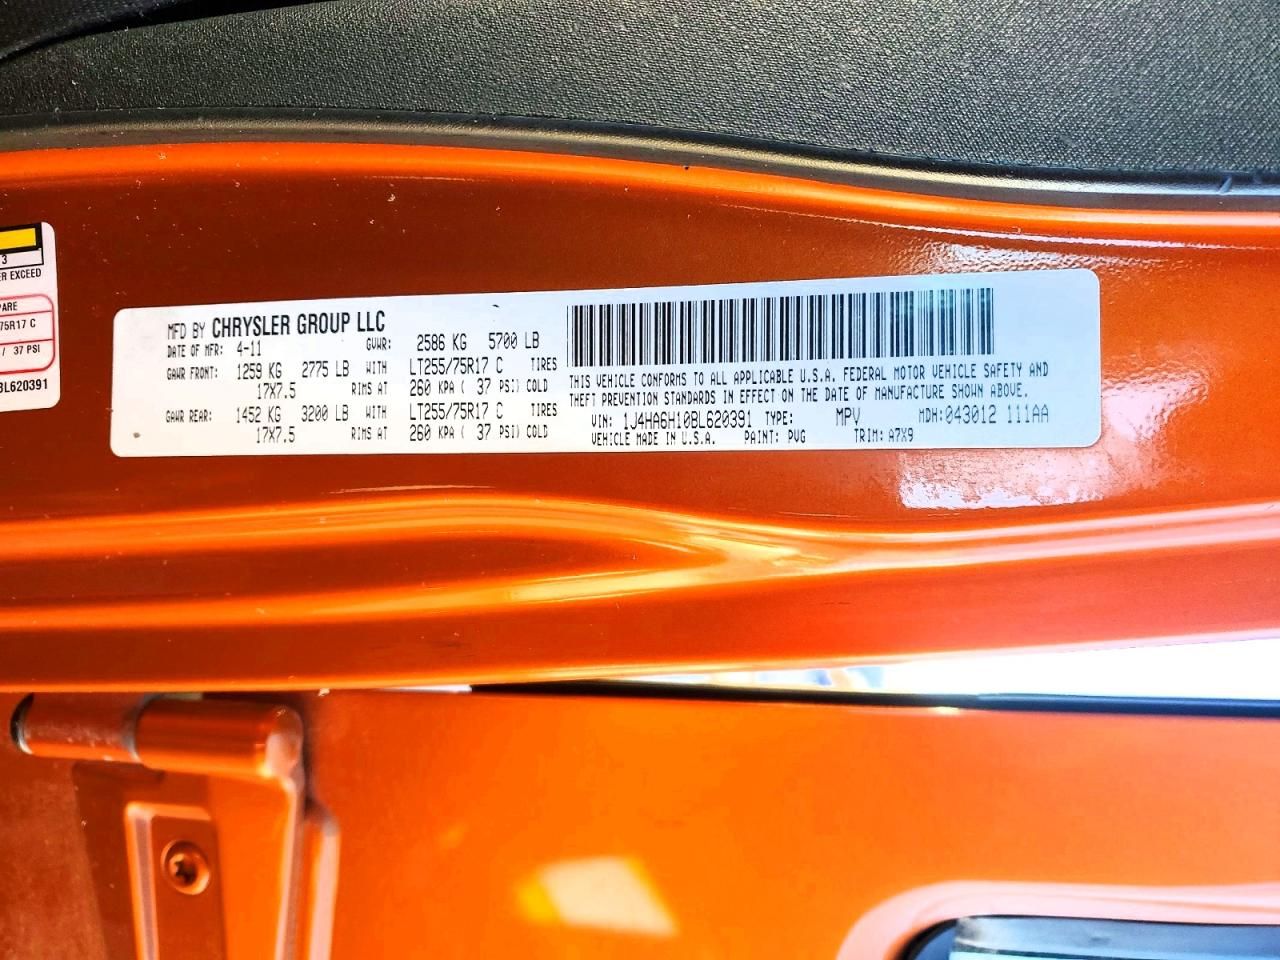 3
ER EXCEED
PARE
75R17 C
/ 37 PSI
BL620391
MFD BY CHRYSLER GROUP LLC
DATE OF MFR: 4-11 GVWR: 2586 KG 5700 LB
GAWR FRONT: 1259 KG 2775 LB WITH LT255/75R17 C TIRES
17X7.5 RIMS AT 260 KPA ( 37 PSI) COLD
GAWR REAR: 1452 KG 3200 LB WITH LT255/75R17 C TIRES
17X7.5 RIMS AT 260 KPA ( 37 PSI) COLD
THIS VEHICLE CONFORMS TO ALL APPLICABLE U.S.A. FEDERAL MOTOR VEHICLE SAFETY AND
THEFT PREVENTION STANDARDS IN EFFECT ON THE DATE OF MANUFACTURE SHOWN ABOVE.
VIN: 1J4HA6H10BL620391 TYPE: MPV MDH:043012 111AA
VEHICLE MADE IN U.S.A. PAINT: PVG TRIM: A7X9